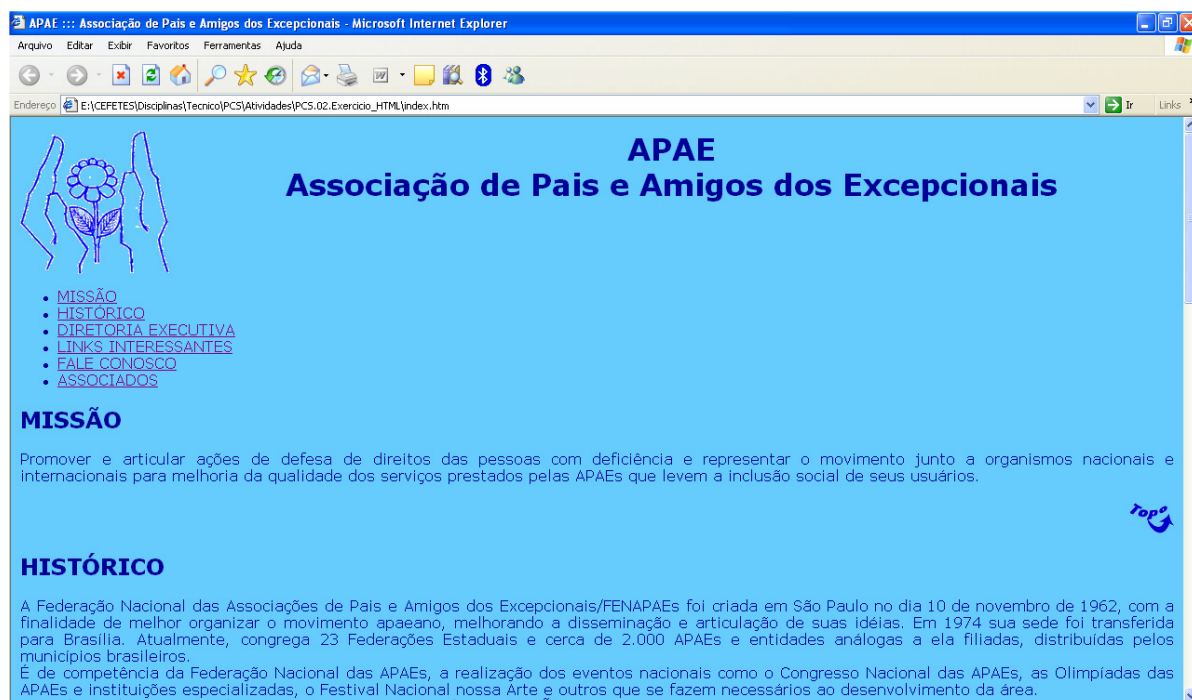 APAE ::: Associação de Pais e Amigos dos Excepcionais - Microsoft Internet Explorer
Arquivo Editar Exibir Favoritos Ferramentas Ajuda
Endereço E:\CEFETES\Disciplinas\Tecnico\PCS\Atividades\PCS.02.Exercicio_HTML\index.htm Ir Links
APAE
Associação de Pais e Amigos dos Excepcionais
MISSÃO
HISTÓRICO
DIRETORIA EXECUTIVA
LINKS INTERESSANTES
FALE CONOSCO
ASSOCIADOS
MISSÃO
Promover e articular ações de defesa de direitos das pessoas com deficiência e representar o movimento junto a organismos nacionais e
internacionais para melhoria da qualidade dos serviços prestados pelas APAEs que levem a inclusão social de seus usuários.
Topo
HISTÓRICO
A Federação Nacional das Associações de Pais e Amigos dos Excepcionais/FENAPAEs foi criada em São Paulo no dia 10 de novembro de 1962, com a
finalidade de melhor organizar o movimento apaeano, melhorando a disseminação e articulação de suas idéias. Em 1974 sua sede foi transferida
para Brasília. Atualmente, congrega 23 Federações Estaduais e cerca de 2.000 APAEs e entidades análogas a ela filiadas, distribuídas pelos
municípios brasileiros.
É de competência da Federação Nacional das APAEs, a realização dos eventos nacionais como o Congresso Nacional das APAEs, as Olimpíadas das
APAEs e instituições especializadas, o Festival Nacional nossa Arte e outros que se fazem necessários ao desenvolvimento da área.